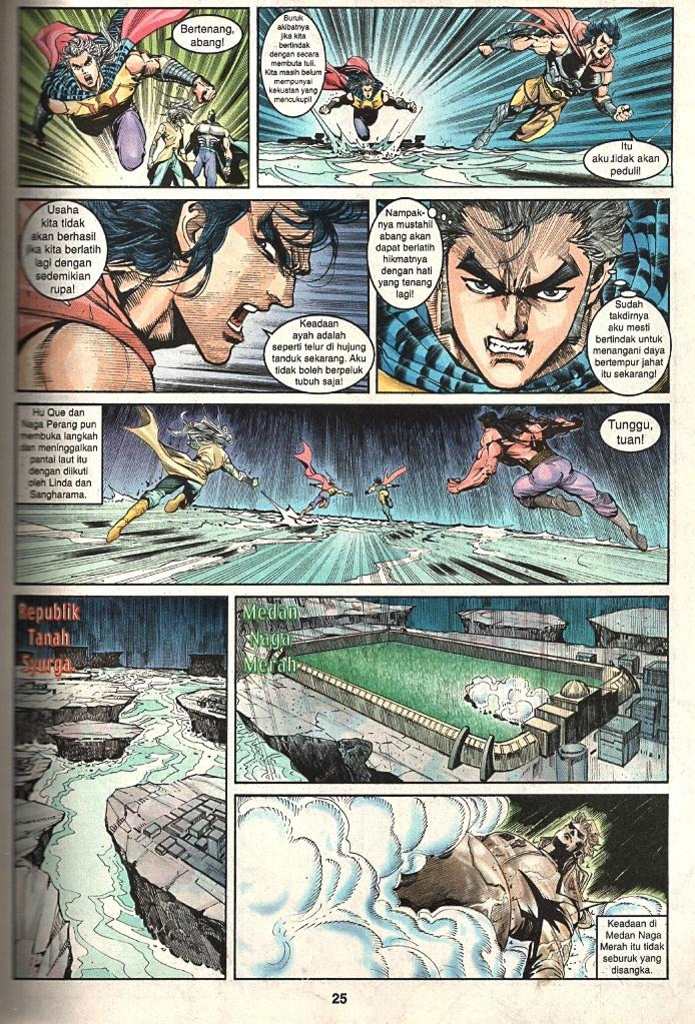 Bertenang,
abang!
Buruk
akibatnya
jika kita
bertindak
dengan secara
membuta tuli.
Kita masih belum
mempunyai
kekustan yang
mencukupi!
Itu
aku.tidak akan
peduli!
Usaha
kita tidak
akan berhasil
jika kita berlatih
lagi dengan
sedemikian
rupa!
Keadaan
ayah adalah
seperti telur di hujung
tanduk sekarang. Aku
tidak boleh berpeluk
tubuh saja!
Nampak-
nya mustahil
abang akan
dapat berlatih
hikmatnya
dengan hati
yang tenang
lagi!
Sudah
takdirnya
aku mesti
bertindak untuk
menangani daya
bertempur jahat
itu sekarang!
Hu Que dan
Naga Perang pun
membuka langkah
dan meninggalkan
pantai laut itu
dengan diikuti
oleh Linda dan
Sangharama.
Tunggu,
tuan!
Republik
Tanah
Syurga.
Medan
Naga
Merah
Keadaan di
Medan Naga
Merah itu tidak
seburuk yang
disangka.
25